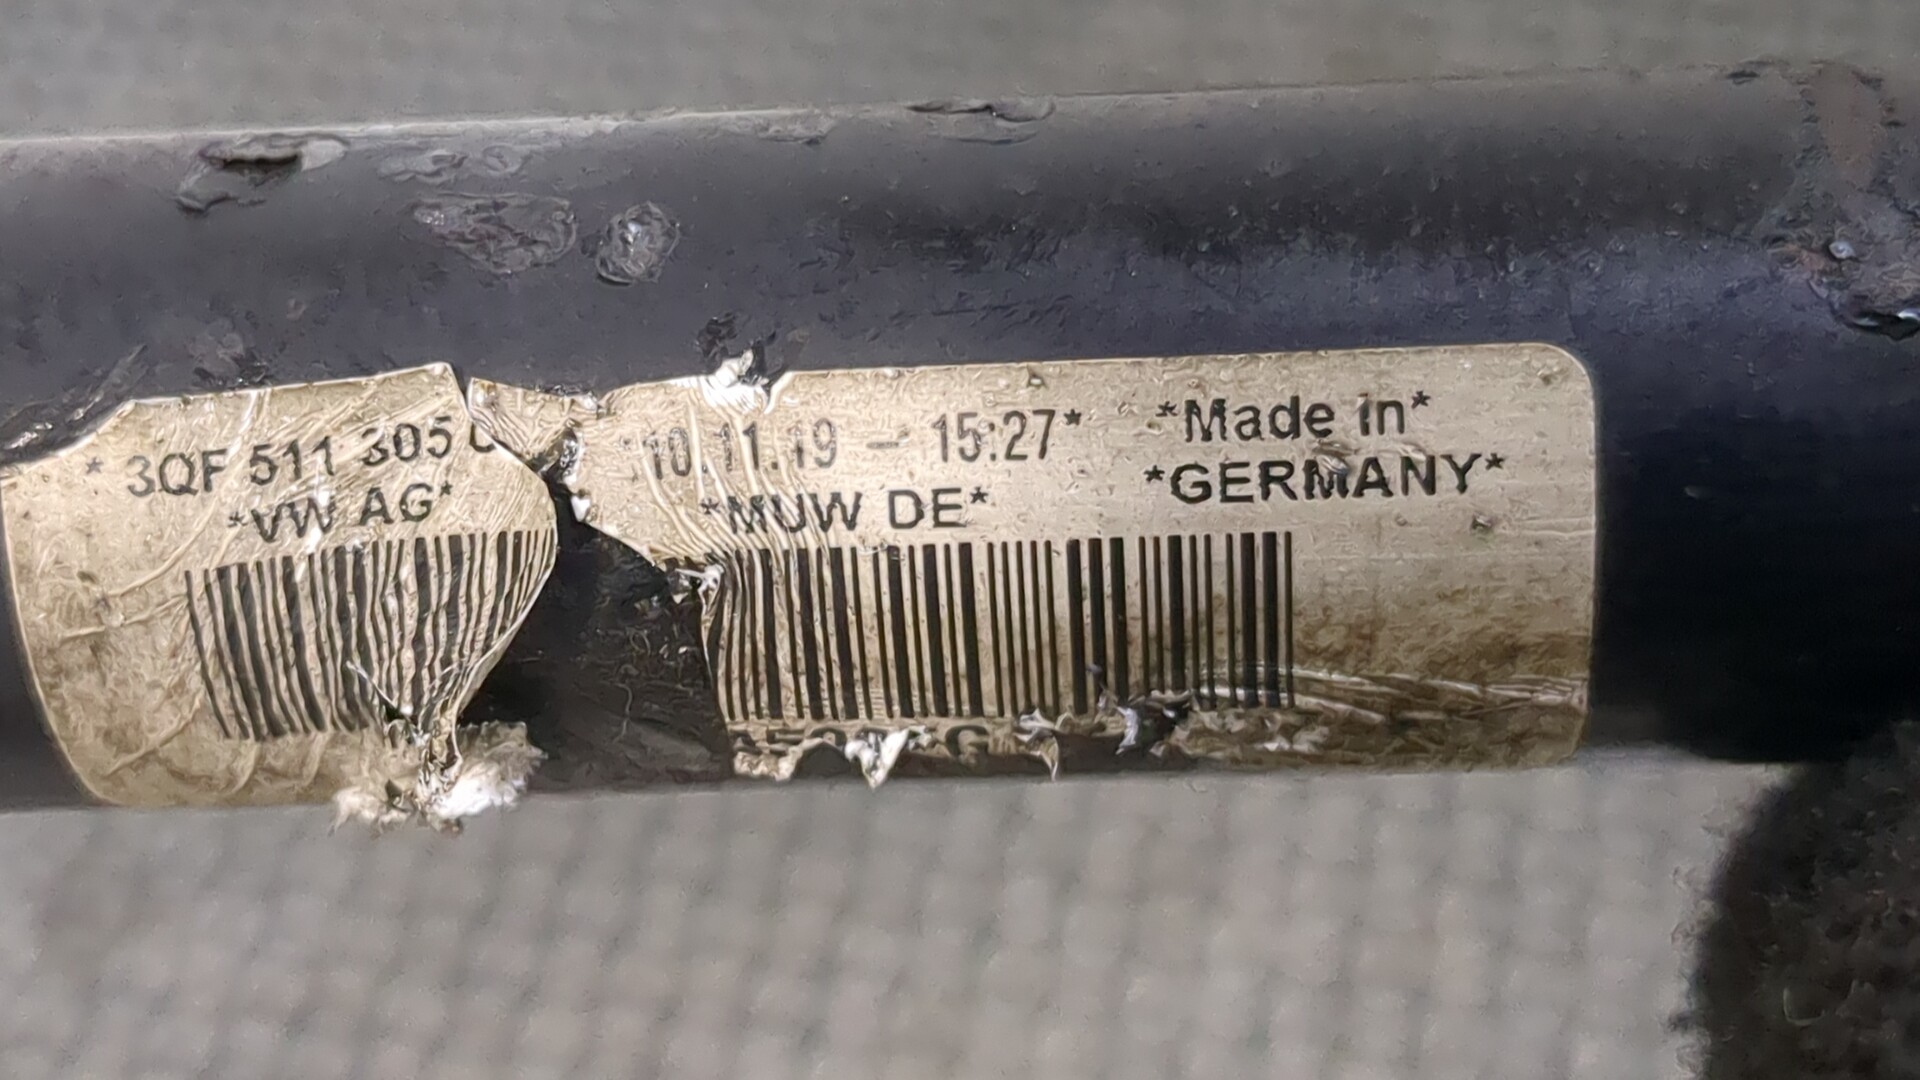 * 3QF 511 305
*VW AG*
10.11.19 - 15:27*
*MUW DE*
*Made in*
*GERMANY*